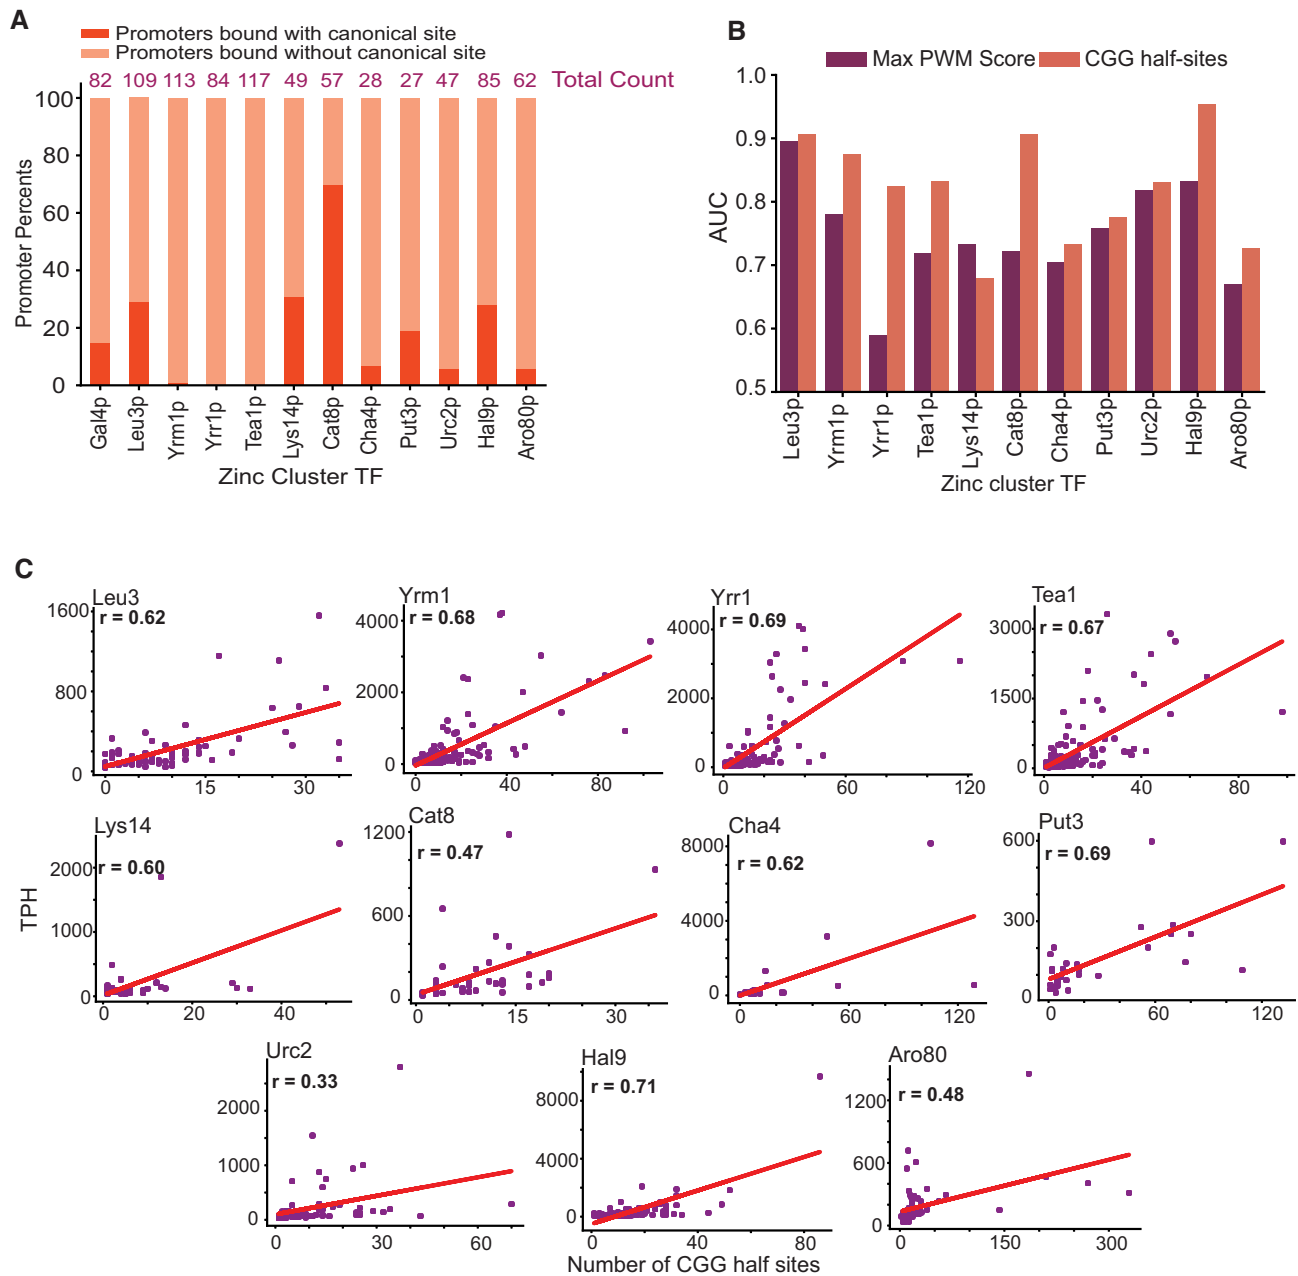 A
Promoters bound with canonical site
Promoters bound without canonical site
82 109 113 84 117 49 57 28 27 47 85 62 Total Count
100
80
60
40
20
0
Promoter Percents
Gal4p Leu3p Yrm1p Yrr1p Tea1p Lys14p Cat8p Cha4p Put3p Urc2p Hal9p Aro80p
Zinc Cluster TF
B
Max PWM Score CGG half-sites
1.0
0.9
0.8
0.7
0.6
0.5
AUC
Leu3p Yrm1p Yrr1p Tea1p Lys14p Cat8p Cha4p Put3p Urc2p Hal9p Aro80p
Zinc cluster TF
C
Leu3
r = 0.62
1600
800
0
0 15 30
Yrm1
r = 0.68
4000
2000
0
0 40 80
Yrr1
r = 0.69
4000
2000
0
0 60 120
Tea1
r = 0.67
3000
1500
0
0 40 80
Lys14
r = 0.60
2000
1000
0
0 20 40
Cat8
r = 0.47
1200
600
0
0 15 30
Cha4
r = 0.62
8000
4000
0
0 60 120
Put3
r = 0.69
600
300
0
0 60 120
TPH
Urc2
r = 0.33
2000
1000
0
0 30 60
Hal9
r = 0.71
8000
4000
0
0 40 80
Aro80
r = 0.48
1200
600
0
0 150 300
Number of CGG half sites